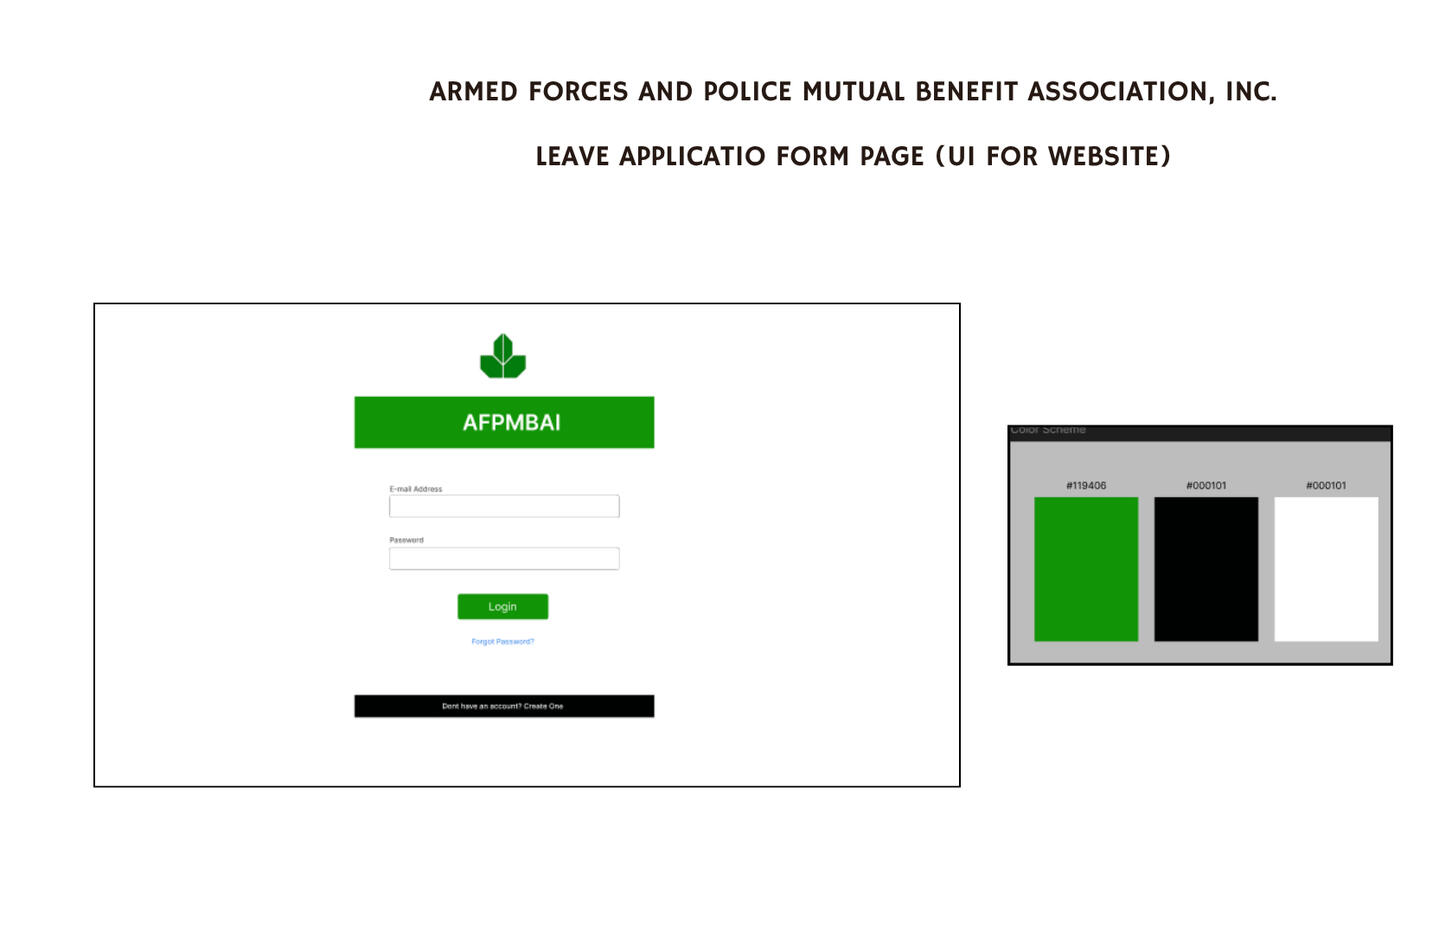 ARMED FORCES AND POLICE MUTUAL BENEFIT ASSOCIATION, INC.
LEAVE APPLICATIO FORM PAGE (UI FOR WEBSITE)
AFPMBAI
E-mail Address
Password
Login
Forgot Password?
Dont have an account? Create One
Color Scheme
#119406 #000101 #000101